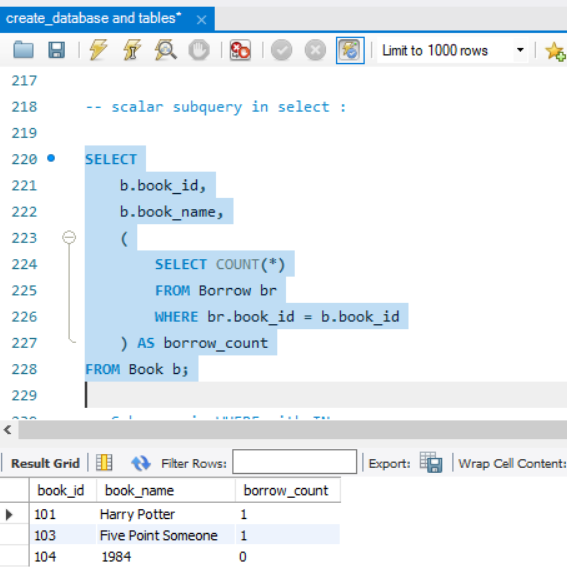 create_database and tables*
Limit to 1000 rows
217
218 -- scalar subquery in select :
219
220 SELECT
221 b.book_id,
222 b.book_name,
223 (
224 SELECT COUNT(*)
225 FROM Borrow br
226 WHERE br.book_id = b.book_id
227 ) AS borrow_count
228 FROM Book b;
229
Result Grid Filter Rows: Export: Wrap Cell Content:
book_id book_name borrow_count
101 Harry Potter 1
103 Five Point Someone 1
104 1984 0